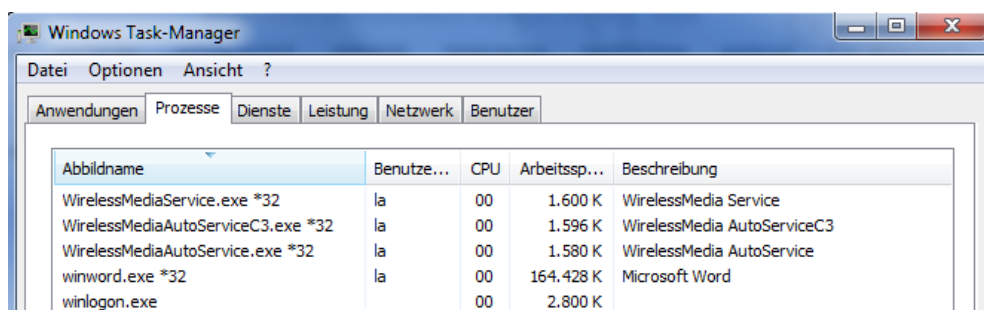 Windows Task-Manager
Datei Optionen Ansicht ?
Anwendungen Prozesse Dienste Leistung Netzwerk Benutzer
Abbildname Benutze... CPU Arbeitssp... Beschreibung
WirelessMediaService.exe *32 la 00 1.600 K WirelessMedia Service
WirelessMediaAutoServiceC3.exe *32 la 00 1.596 K WirelessMedia AutoServiceC3
WirelessMediaAutoService.exe *32 la 00 1.580 K WirelessMedia AutoService
winword.exe *32 la 00 164.428 K Microsoft Word
winlogon.exe 00 2.800 K